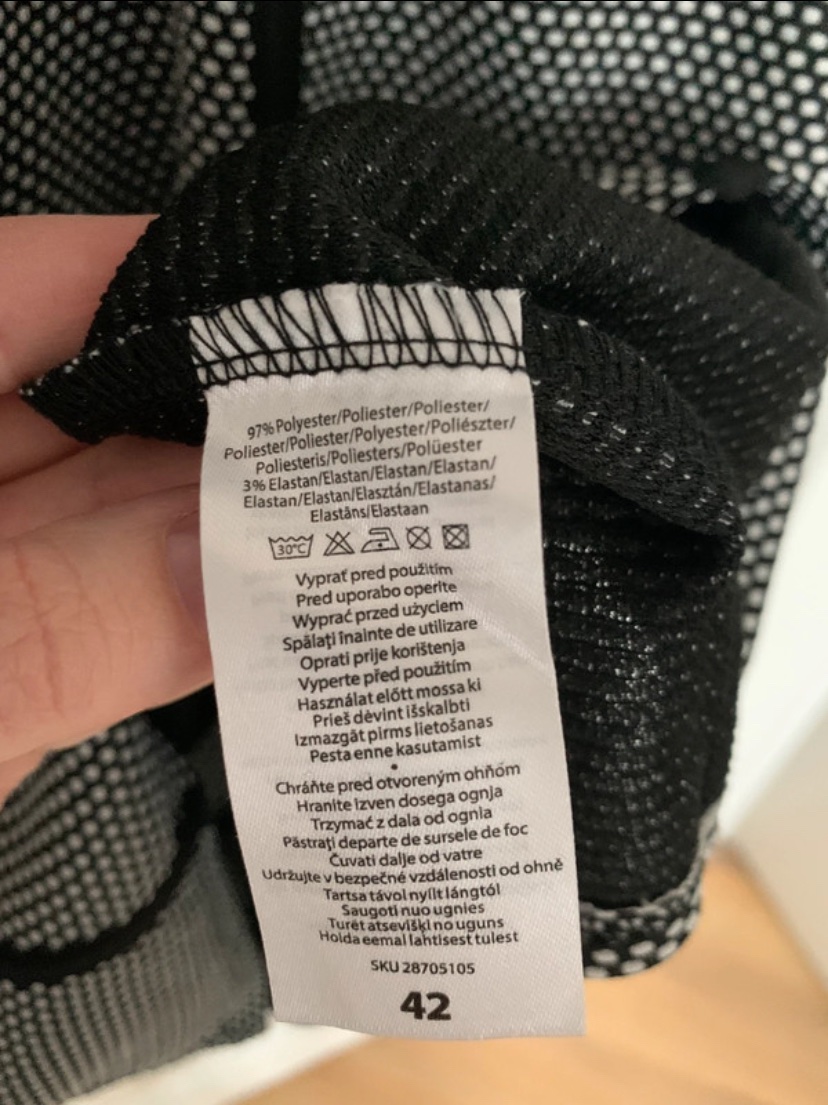 97% Polyester/Poliester/Poliester/
Poliester/Poliester/Polyester/Poliészter/
Poliesteris/Poliesters/Polüester
3% Elastan/Elastan/Elastan/Elastan/
Elastan/Elastan/Elasztán/Elastanas/
Elastāns/Elastaan
30°C
Vyprať pred použitím
Pred uporabo operite
Wyprać przed użyciem
Spălaţi înainte de utilizare
Oprati prije korištenja
Vyperte před použitím
Használat előtt mossa ki
Prieš dėvint išskalbti
Izmazgāt pirms lietošanas
Pesta enne kasutamist
•
Chráňte pred otvoreným ohňom
Hranite izven dosega ognja
Trzymać z dala od ognia
Păstraţi departe de sursele de foc
Čuvati dalje od vatre
Udržujte v bezpečné vzdálenosti od ohně
Tartsa távol nyílt lángtól
Saugoti nuo ugnies
Turēt atsevišķi no uguns
Hoida eemal lahtisest tulest
SKU 28705105
42